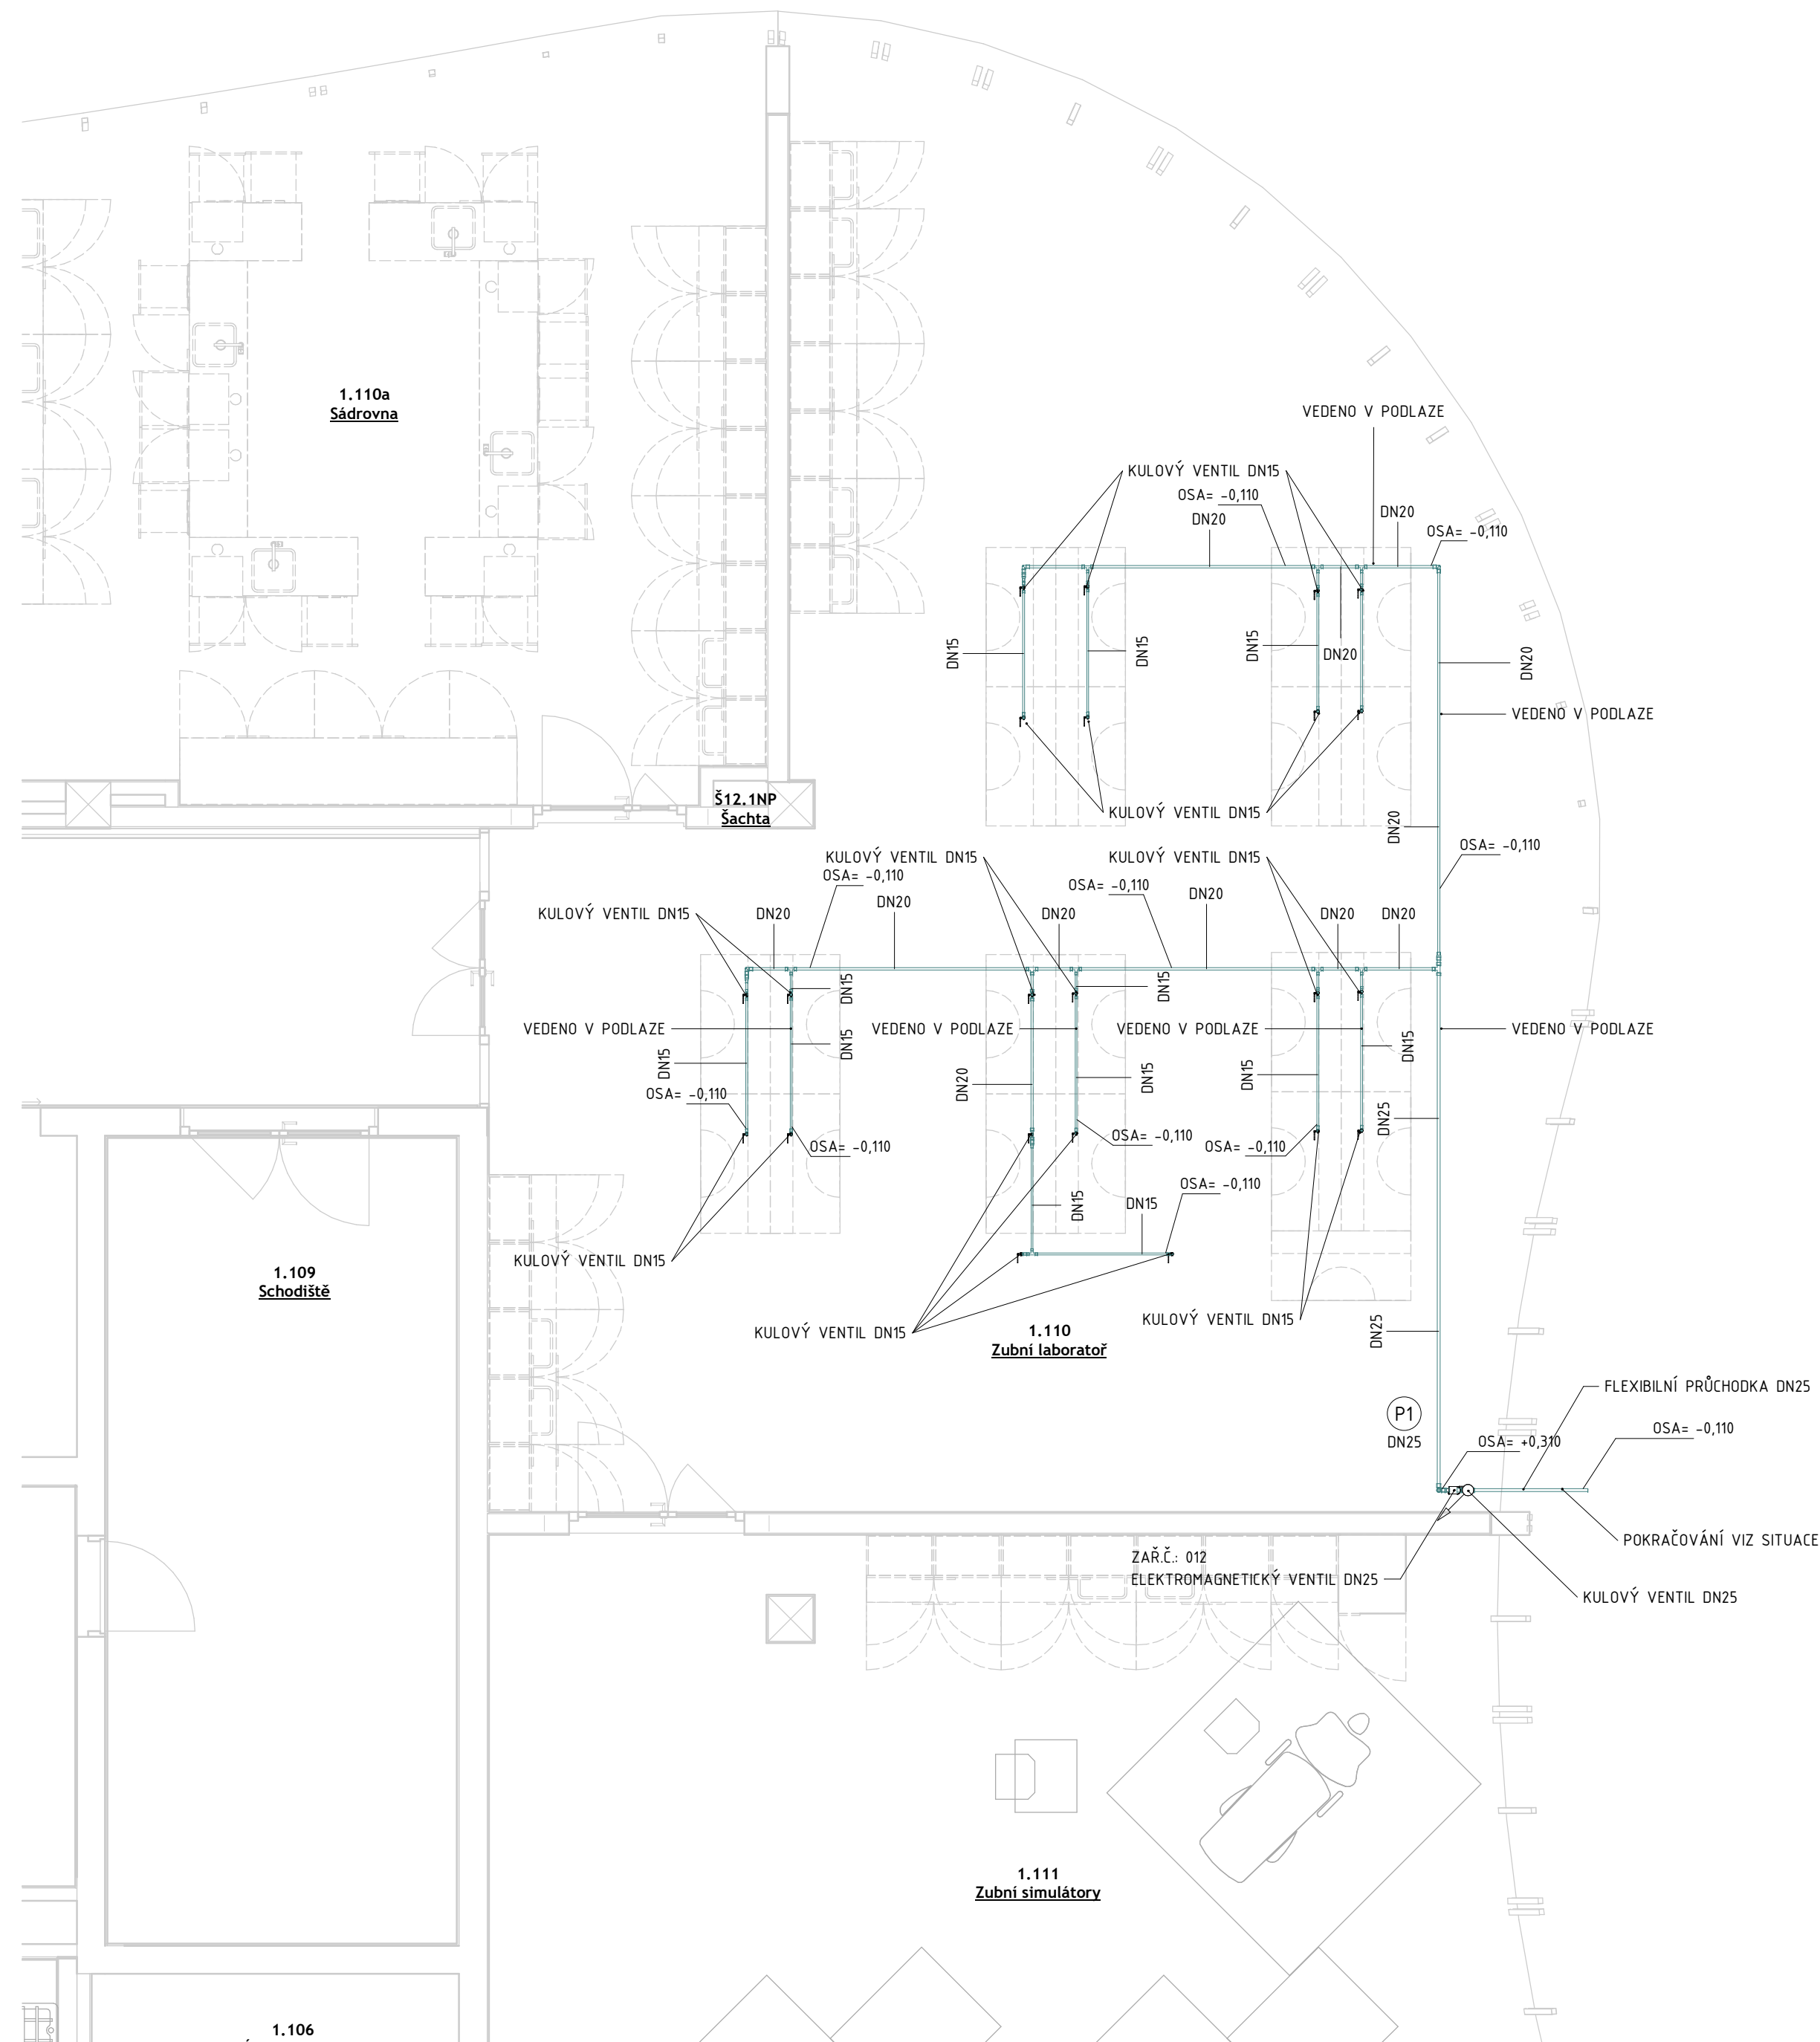 1.110a
Sádrovna
VEDENO V PODLAZE
KULOVÝ VENTIL DN15
OSA= -0,110
DN20
DN20
OSA= -0,110
DN15
DN15
DN15
DN20
DN20
VEDENO V PODLAZE
Š12.1NP
Šachta
KULOVÝ VENTIL DN15
DN20
OSA= -0,110
KULOVÝ VENTIL DN15
OSA= -0,110
KULOVÝ VENTIL DN15
OSA= -0,110
KULOVÝ VENTIL DN15
DN20
DN20
DN20
DN20
DN20
DN20
DN15
DN15
VEDENO V PODLAZE
VEDENO V PODLAZE
VEDENO V PODLAZE
VEDENO V PODLAZE
DN15
DN15
DN20
DN15
DN15
DN15
OSA= -0,110
DN25
OSA= -0,110
OSA= -0,110
OSA= -0,110
OSA= -0,110
DN15
DN15
KULOVÝ VENTIL DN15
1.109
Schodiště
KULOVÝ VENTIL DN15
KULOVÝ VENTIL DN15
1.110
Zubní laboratoř
DN25
FLEXIBILNÍ PRŮCHODKA DN25
P1
DN25
OSA= +0,310
OSA= -0,110
POKRAČOVÁNÍ VIZ SITUACE
ZAŘ.Č.: 012
ELEKTROMAGNETICKÝ VENTIL DN25
KULOVÝ VENTIL DN25
1.111
Zubní simulátory
1.106